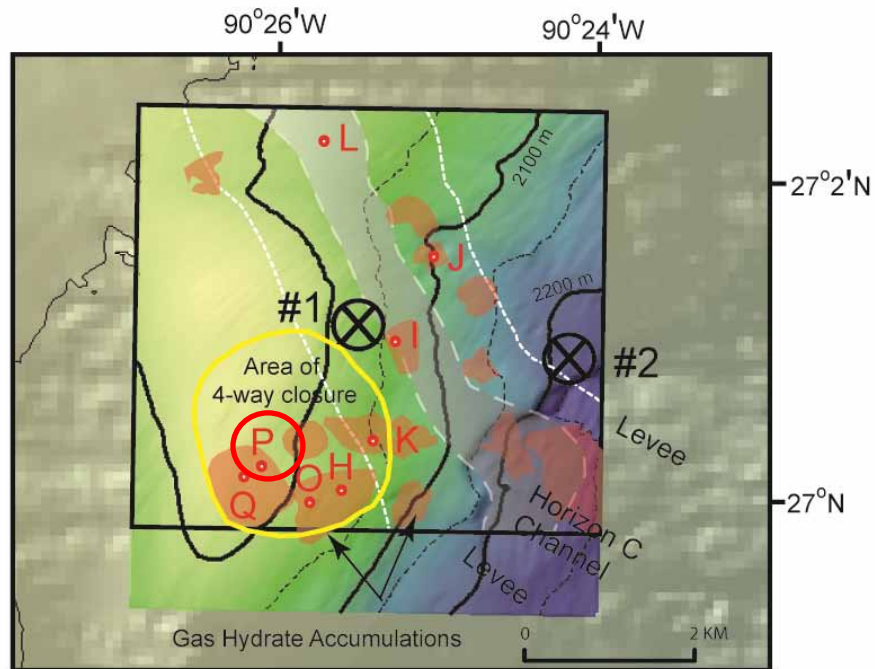 90°26'W
90°24'W
L
2100 m
27°2'N
J
2200 m
#1
I
#2
Area of
4-way closure
P
K
Levee
Q
O
H
27°N
Horizon C
Channel
Levee
Gas Hydrate Accumulations
0
2 KM